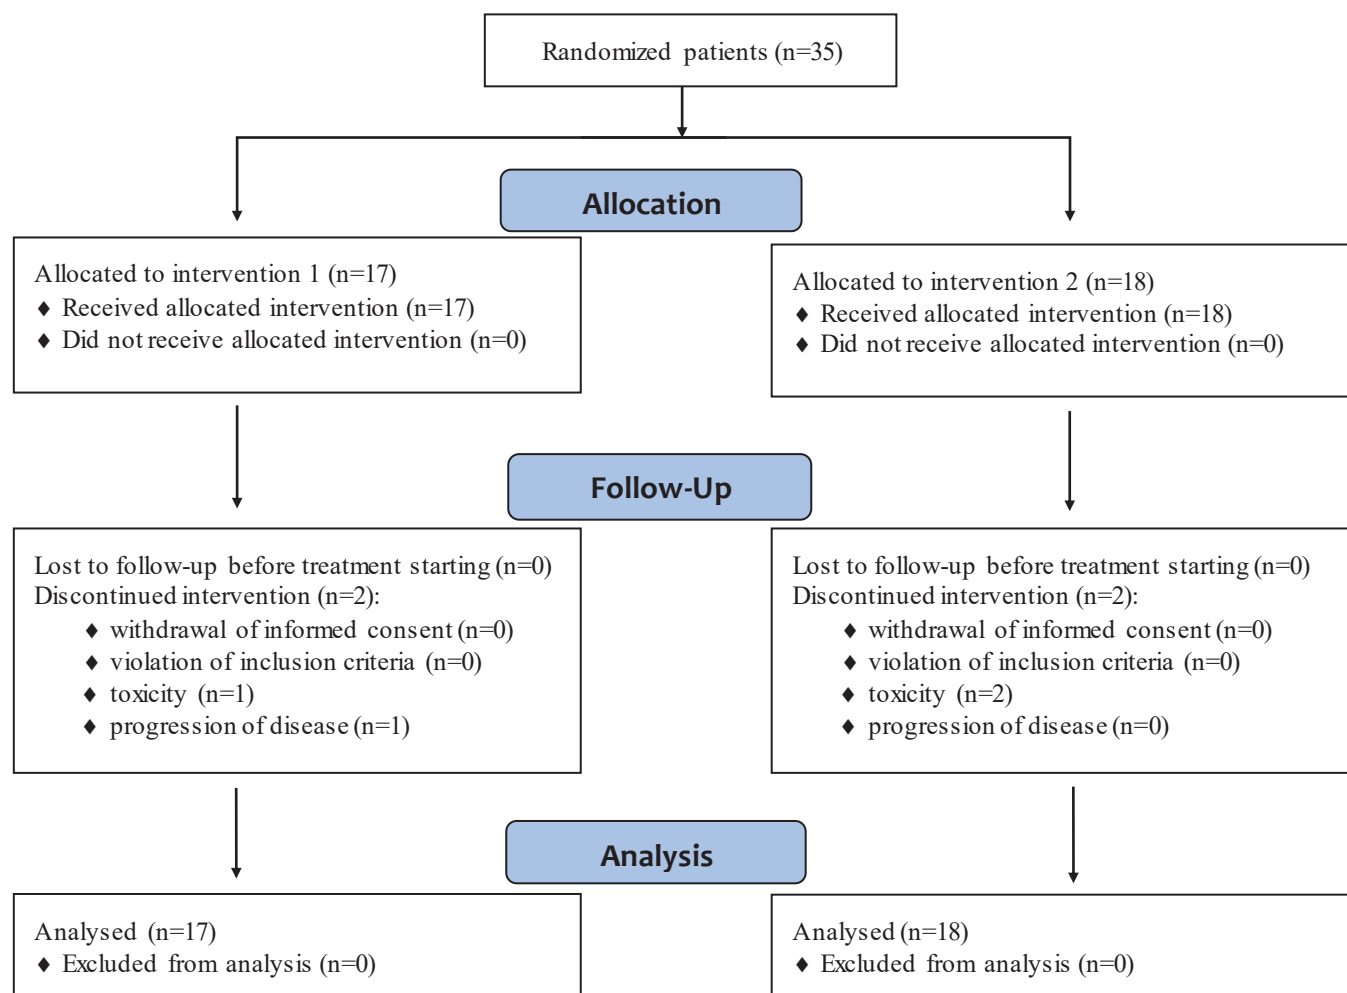 Randomized patients (n=35)
Allocation
Allocated to intervention 1 (n=17)
♦ Received allocated intervention (n=17)
♦ Did not receive allocated intervention (n=0)
Allocated to intervention 2 (n=18)
♦ Received allocated intervention (n=18)
♦ Did not receive allocated intervention (n=0)
Follow-Up
Lost to follow-up before treatment starting (n=0)
Discontinued intervention (n=2):
♦ withdrawal of informed consent (n=0)
♦ violation of inclusion criteria (n=0)
♦ toxicity (n=1)
♦ progression of disease (n=1)
Lost to follow-up before treatment starting (n=0)
Discontinued intervention (n=2):
♦ withdrawal of informed consent (n=0)
♦ violation of inclusion criteria (n=0)
♦ toxicity (n=2)
♦ progression of disease (n=0)
Analysis
Analysed (n=17)
♦ Excluded from analysis (n=0)
Analysed (n=18)
♦ Excluded from analysis (n=0)